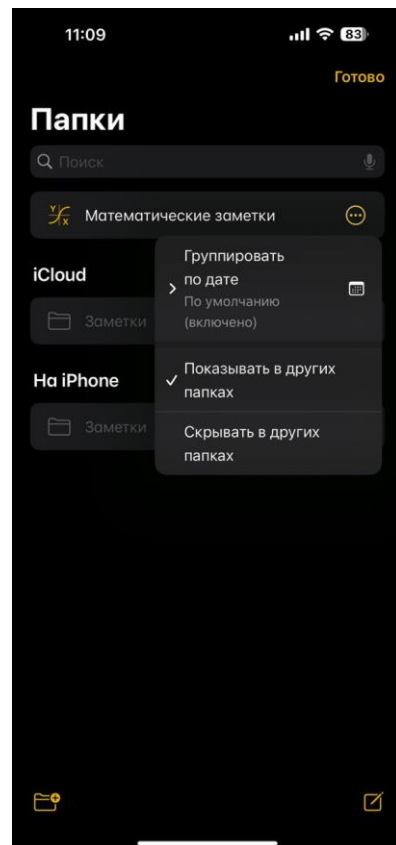 11:09
83
Готово
Папки
Поиск
Y X
Математические заметки
Группировать
по дате
По умолчанию
(включено)
iCloud
Заметки
Показывать в других
папках
На iPhone
Заметки
Скрывать в других
папках